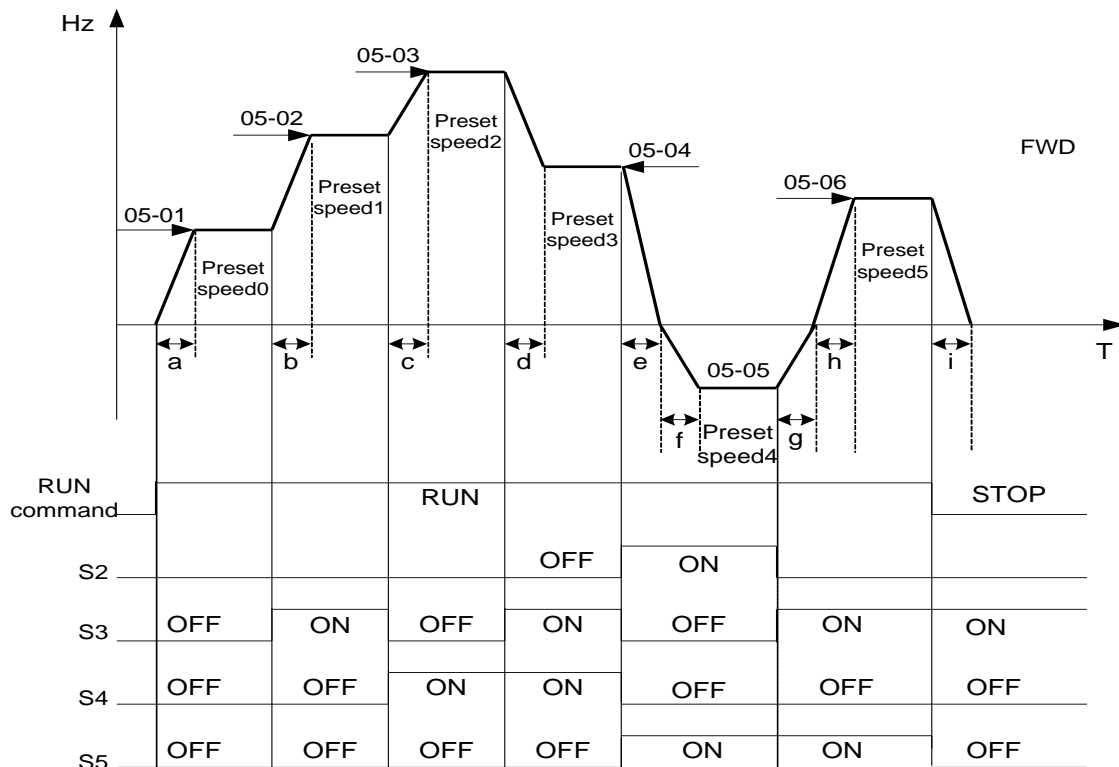 Hz
05-03
05-02
Preset
speed2
05-04
FWD
Preset
speed1
05-06
05-01
Preset
speed3
Preset
speed0
Preset
speed5
T
a
b
c
d
e
05-05
h
i
f
Preset
speed4
g
RUN
command
RUN
STOP
S2
OFF
ON
S3
OFF
ON
OFF
ON
OFF
ON
ON
S4
OFF
OFF
ON
ON
OFF
OFF
OFF
S5
OFF
OFF
OFF
OFF
ON
ON
OFF